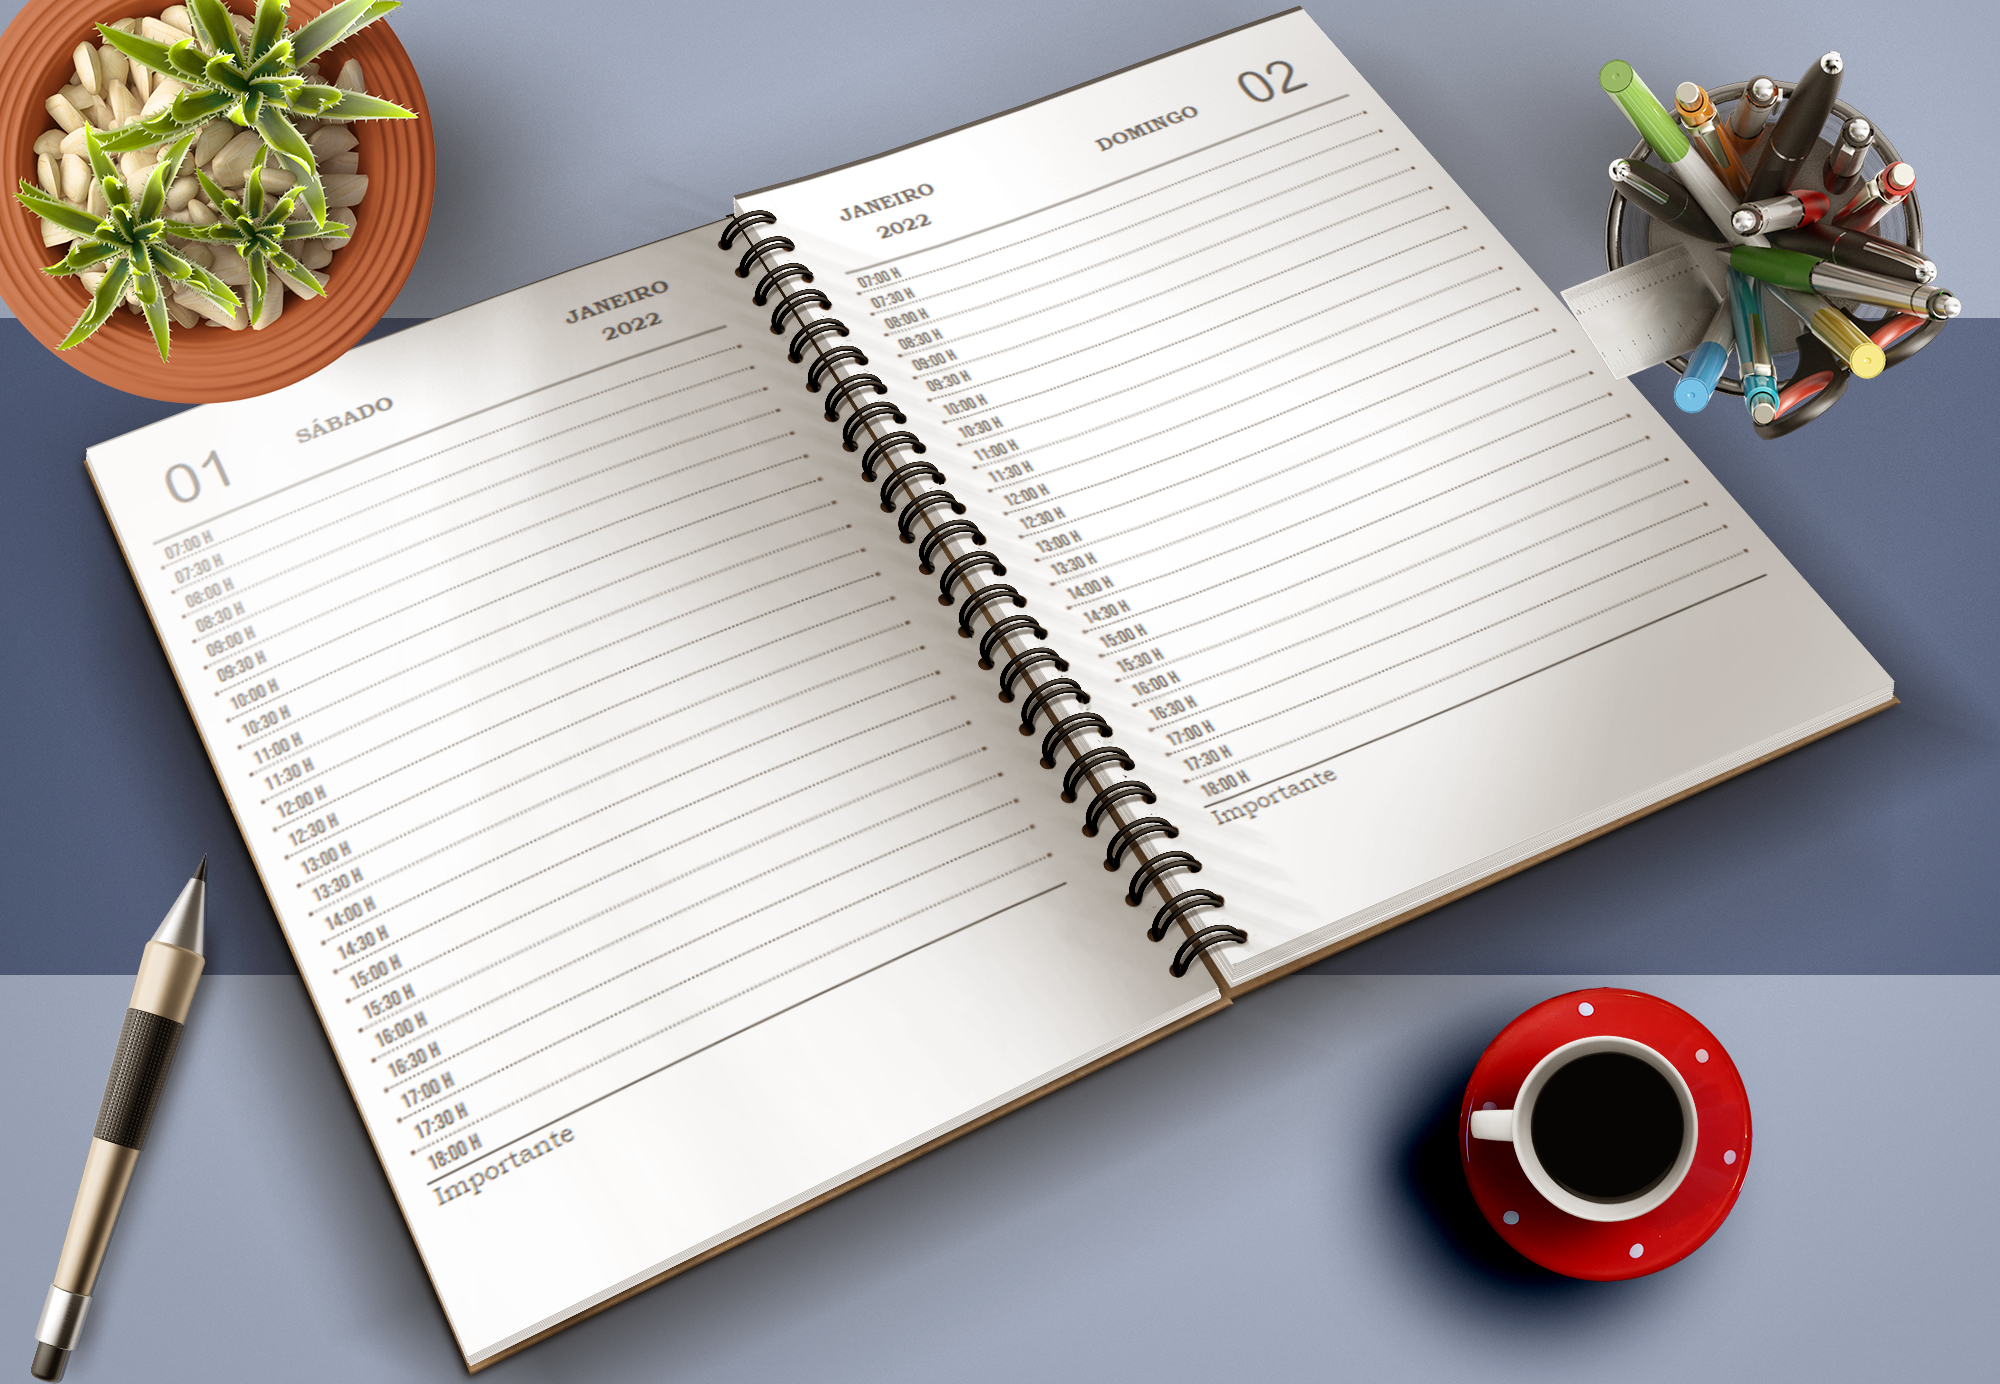 JANEIRO
2022
SÁBADO
01
07:00 H
07:30 H
08:00 H
08:30 H
09:00 H
09:30 H
10:00 H
10:30 H
11:00 H
11:30 H
12:00 H
12:30 H
13:00 H
13:30 H
14:00 H
14:30 H
15:00 H
15:30 H
16:00 H
16:30 H
17:00 H
17:30 H
18:00 H
Importante
02
DOMINGO
JANEIRO
2022
07:00 H
07:30 H
08:00 H
08:30 H
09:00 H
09:30 H
10:00 H
10:30 H
11:00 H
11:30 H
12:00 H
12:30 H
13:00 H
13:30 H
14:00 H
14:30 H
15:00 H
15:30 H
16:00 H
16:30 H
17:00 H
17:30 H
18:00 H
Importante